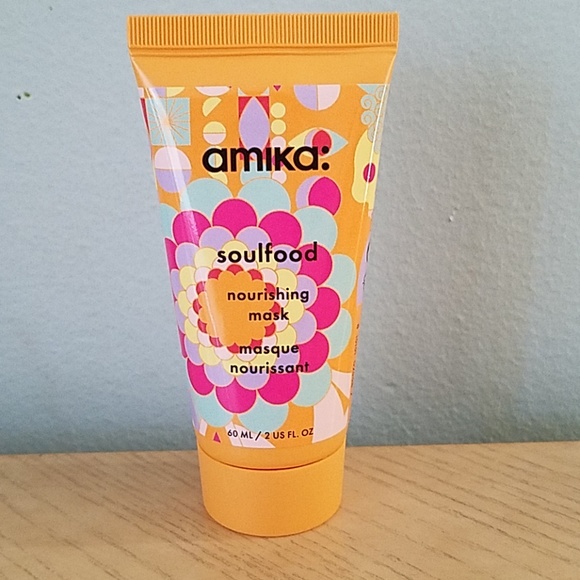 amika:
soulfood
nourishing
mask
masque
nourissant
60 ML / 2 US FL. OZ